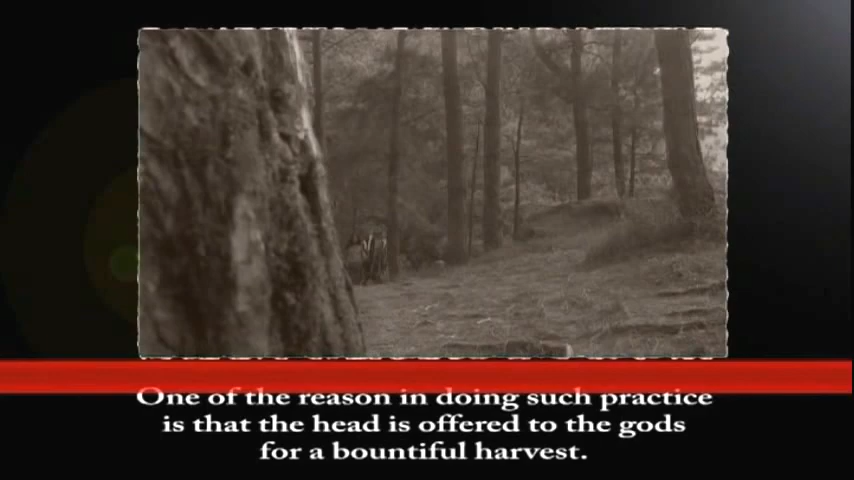 One of the reason in doing such practice
is that the head is offered to the gods
for a bountiful harvest.